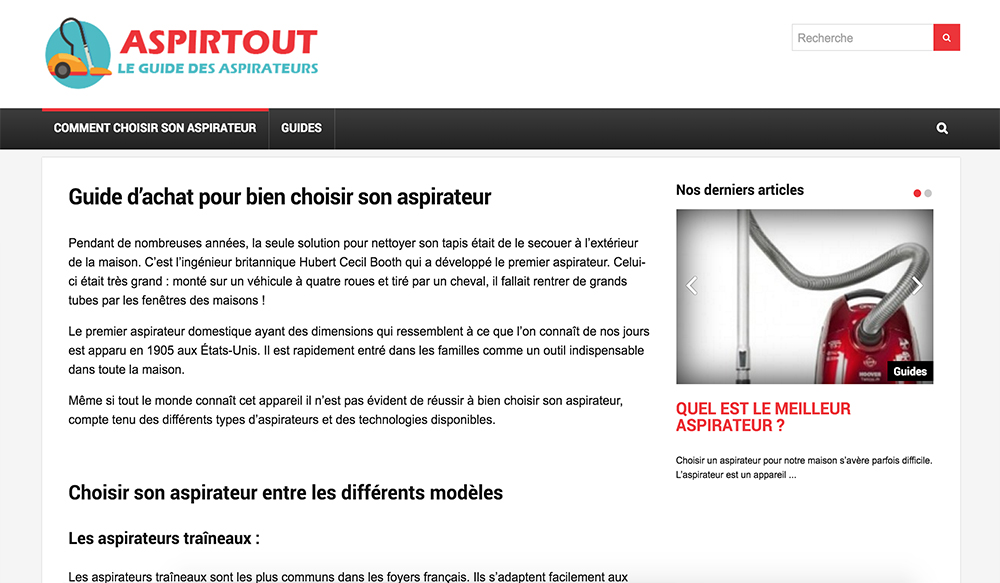 ASPIRTOUT
LE GUIDE DES ASPIRATEURS
Recherche
COMMENT CHOISIR SON ASPIRATEUR
GUIDES
Guide d’achat pour bien choisir son aspirateur
Pendant de nombreuses années, la seule solution pour nettoyer son tapis était de le secouer à l’extérieur
de la maison. C’est l’ingénieur britannique Hubert Cecil Booth qui a développé le premier aspirateur. Celui-
ci était très grand : monté sur un véhicule à quatre roues et tiré par un cheval, il fallait rentrer de grands
tubes par les fenêtres des maisons !
Le premier aspirateur domestique ayant des dimensions qui ressemblent à ce que l’on connaît de nos jours
est apparu en 1905 aux États-Unis. Il est rapidement entré dans les familles comme un outil indispensable
dans toute la maison.
Même si tout le monde connaît cet appareil il n’est pas évident de réussir à bien choisir son aspirateur,
compte tenu des différents types d’aspirateurs et des technologies disponibles.
Choisir son aspirateur entre les différents modèles
Les aspirateurs traîneaux :
Les aspirateurs traîneaux sont les plus communs dans les foyers français. Ils s’adaptent facilement aux
Nos derniers articles
HOOVER
Guides
QUEL EST LE MEILLEUR
ASPIRATEUR ?
Choisir un aspirateur pour notre maison s’avère parfois difficile.
L’aspirateur est un appareil ...